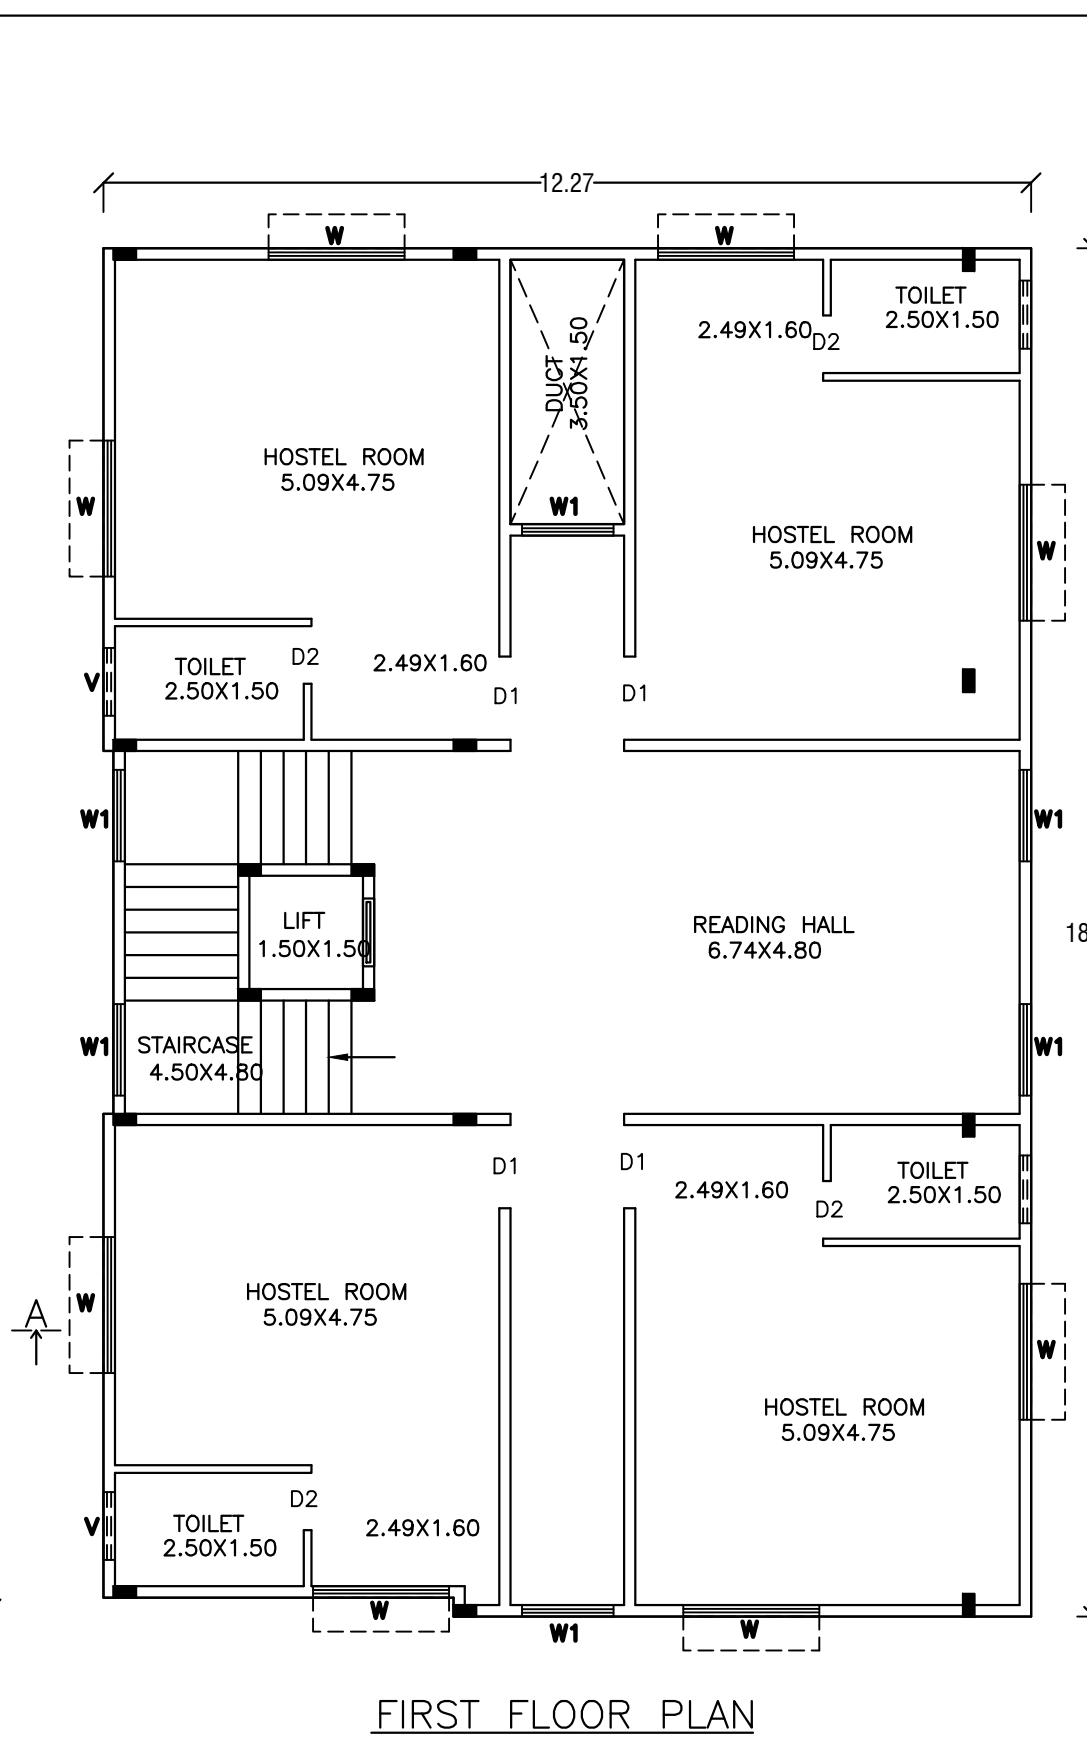 12.27
W
W
TOILET
2.50X1.50
2.49X1.60
D2
DUCT
3.50X1.50
HOSTEL ROOM
5.09X4.75
W
W1
HOSTEL ROOM
5.09X4.75
W
TOILET
2.50X1.50
D2
2.49X1.60
V
D1
D1
W1
W1
LIFT
1.50X1.50
READING HALL
6.74X4.80
18
W1
STAIRCASE
4.50X4.80
W1
D1
D1
2.49X1.60
TOILET
2.50X1.50
D2
HOSTEL ROOM
5.09X4.75
W
A
W
HOSTEL ROOM
5.09X4.75
D2
TOILET
2.50X1.50
2.49X1.60
V
W
W1
W
FIRST FLOOR PLAN